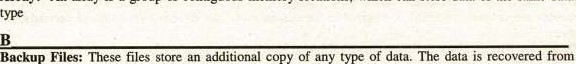 type
B
Backup Files: These files store an additional copy of any type of data. The data is recovered from